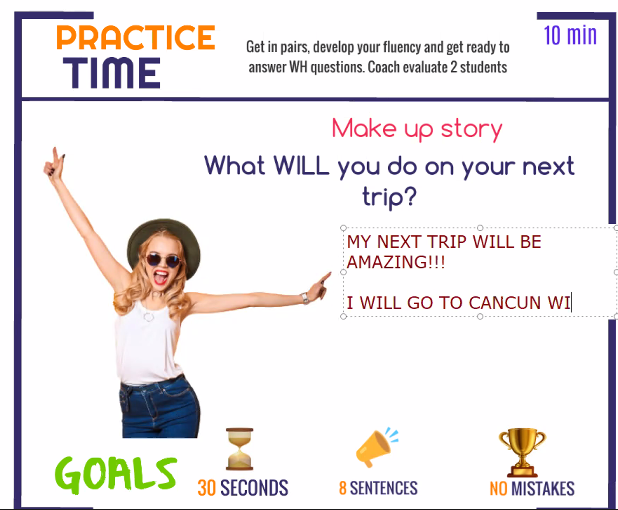 PRACTICE
TIME
Get in pairs, develop your fluency and get ready to
answer WH questions. Coach evaluate 2 students
10 min
Make up story
What WILL you do on your next
trip?
MY NEXT TRIP WILL BE
AMAZING!!!
I WILL GO TO CANCUN WI
GOALS
30 SECONDS
8 SENTENCES
NO MISTAKES